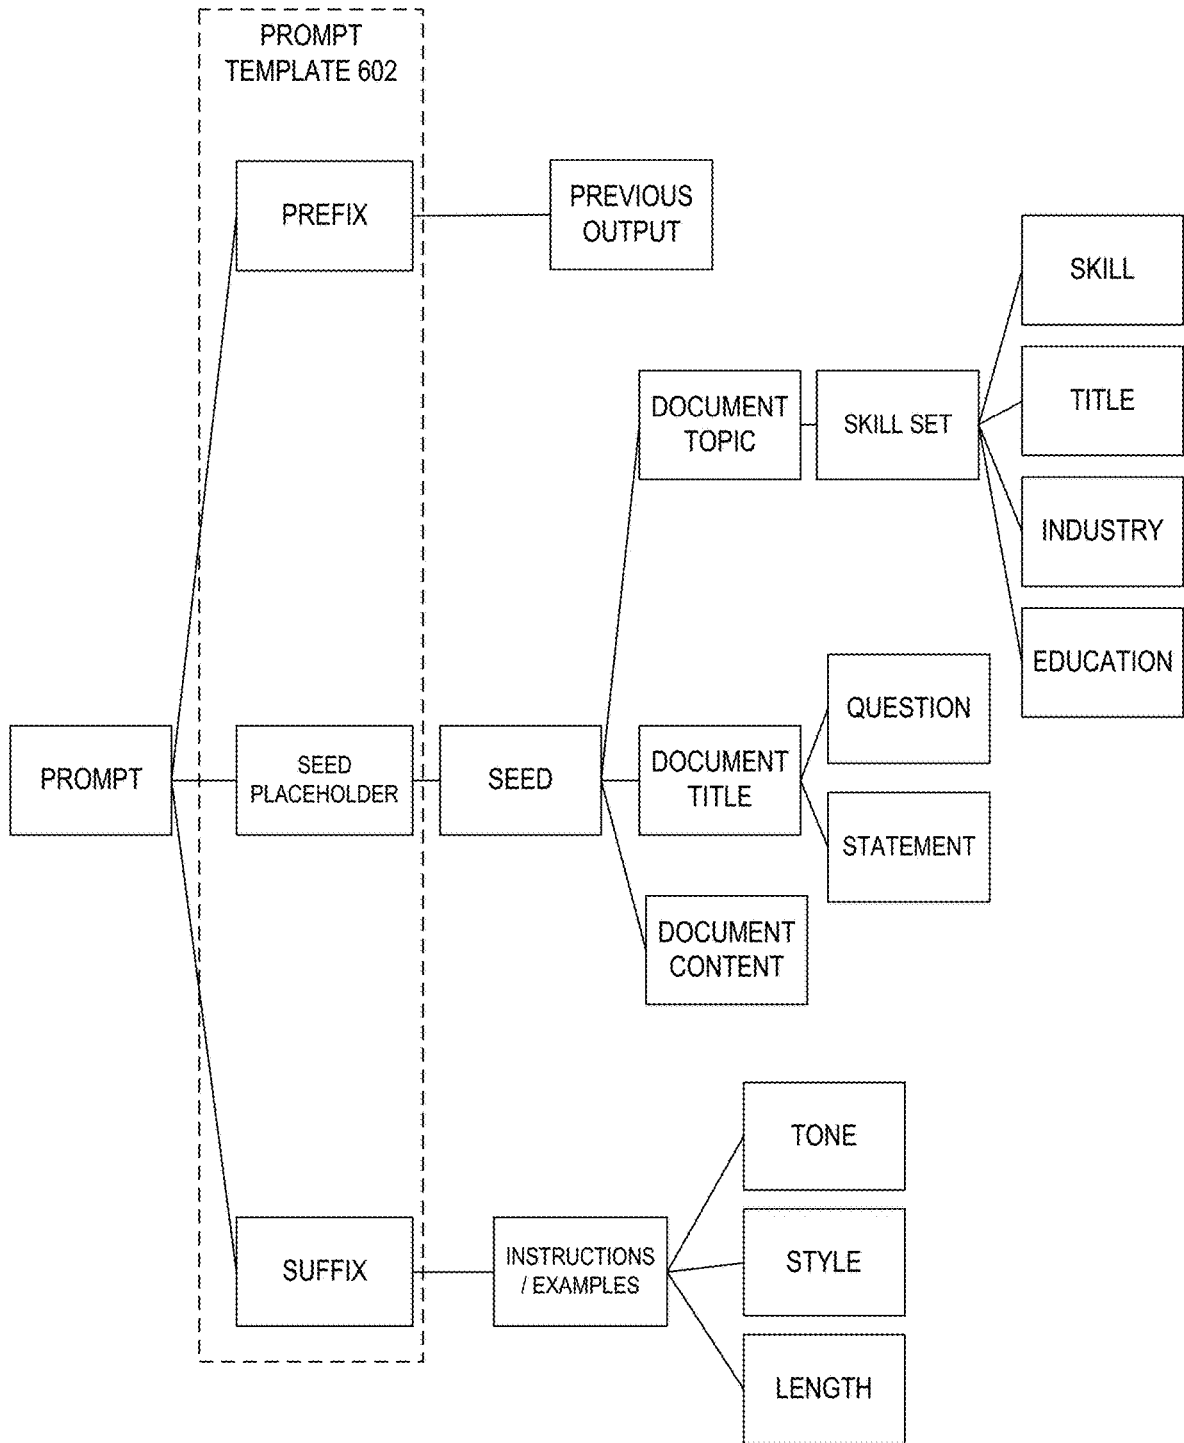 PROMPT
TEMPLATE 602
PREFIX
PREVIOUS
OUTPUT
SKILL
TITLE
INDUSTRY
EDUCATION
DOCUMENT
TOPIC
SKILL SET
PROMPT
SEED
PLACEHOLDER
SEED
DOCUMENT
TITLE
QUESTION
STATEMENT
DOCUMENT
CONTENT
SUFFIX
INSTRUCTIONS
/ EXAMPLES
TONE
STYLE
LENGTH